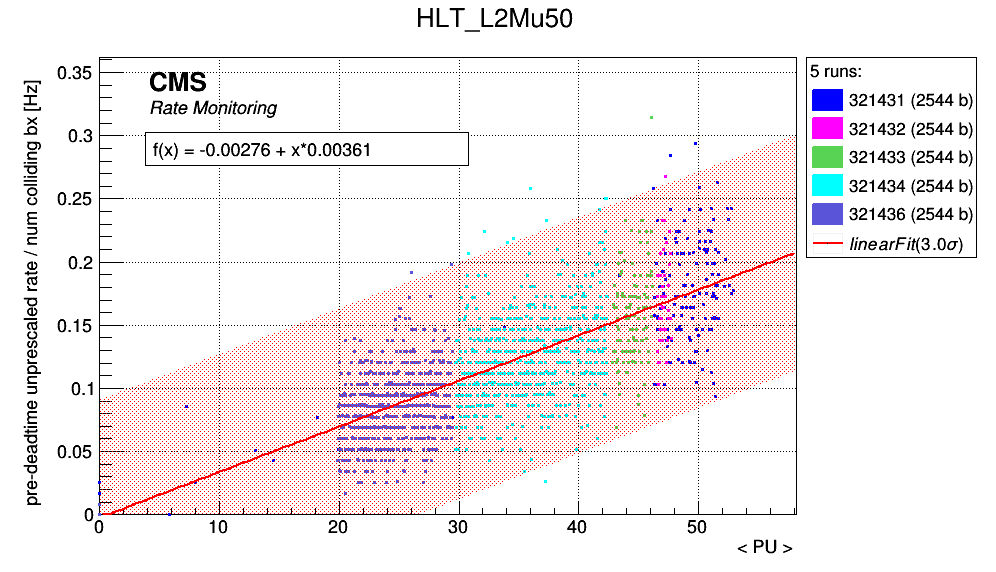 HLT_L2Mu50
pre-deadtime unprescaled rate / num colliding bx [Hz]
0.35
0.3
0.25
0.2
0.15
0.1
0.05
0
CMS
Rate Monitoring
f(x) = -0.00276 + x*0.00361
0 10 20 30 40 50
< PU >
5 runs:
321431 (2544 b)
321432 (2544 b)
321433 (2544 b)
321434 (2544 b)
321436 (2544 b)
linearFit(3.0σ)